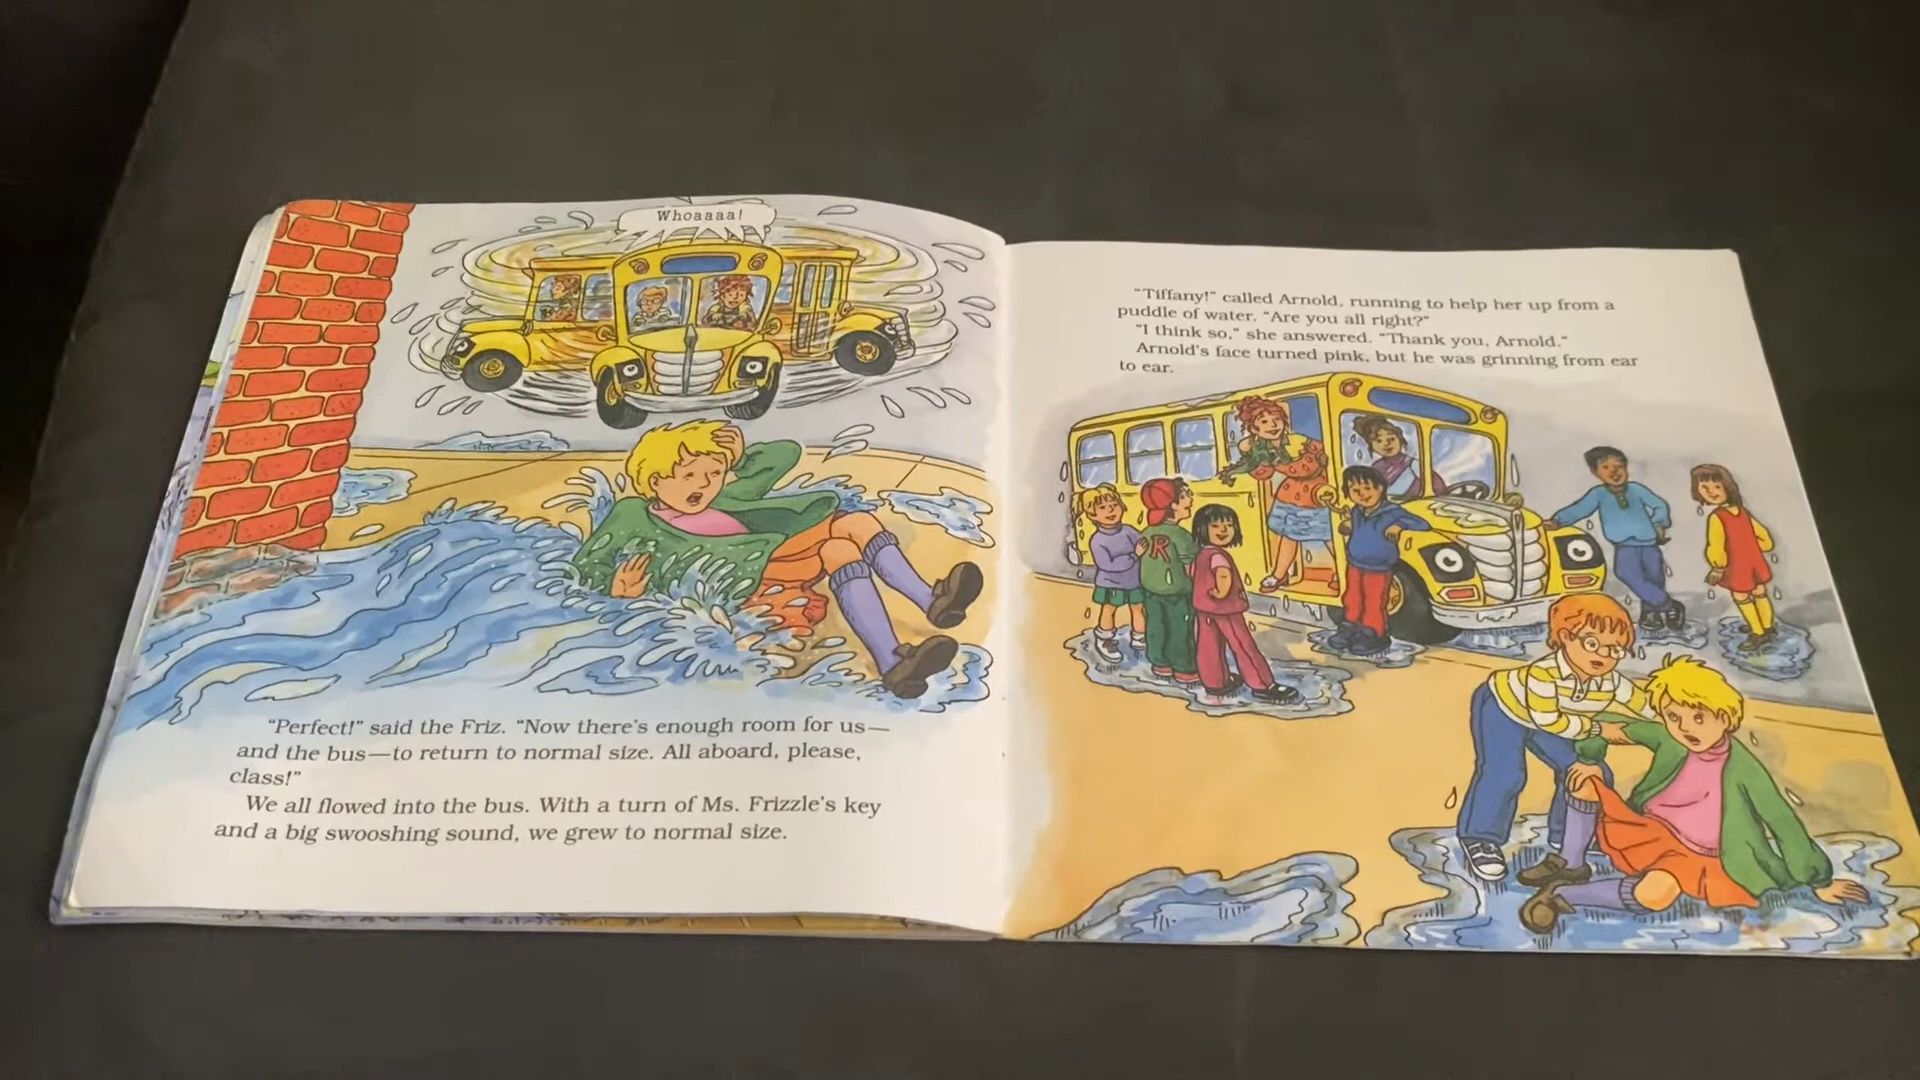 Whoaaaa!
"Perfect!" said the Friz. "Now there's enough room for us—
and the bus—to return to normal size. All aboard, please,
class!"
We all flowed into the bus. With a turn of Ms. Frizzle's key
and a big swooshing sound, we grew to normal size.
"Tiffany!" called Arnold, running to help her up from a
puddle of water. "Are you all right?"
"I think so," she answered. "Thank you, Arnold."
Arnold's face turned pink, but he was grinning from ear
to ear.
R